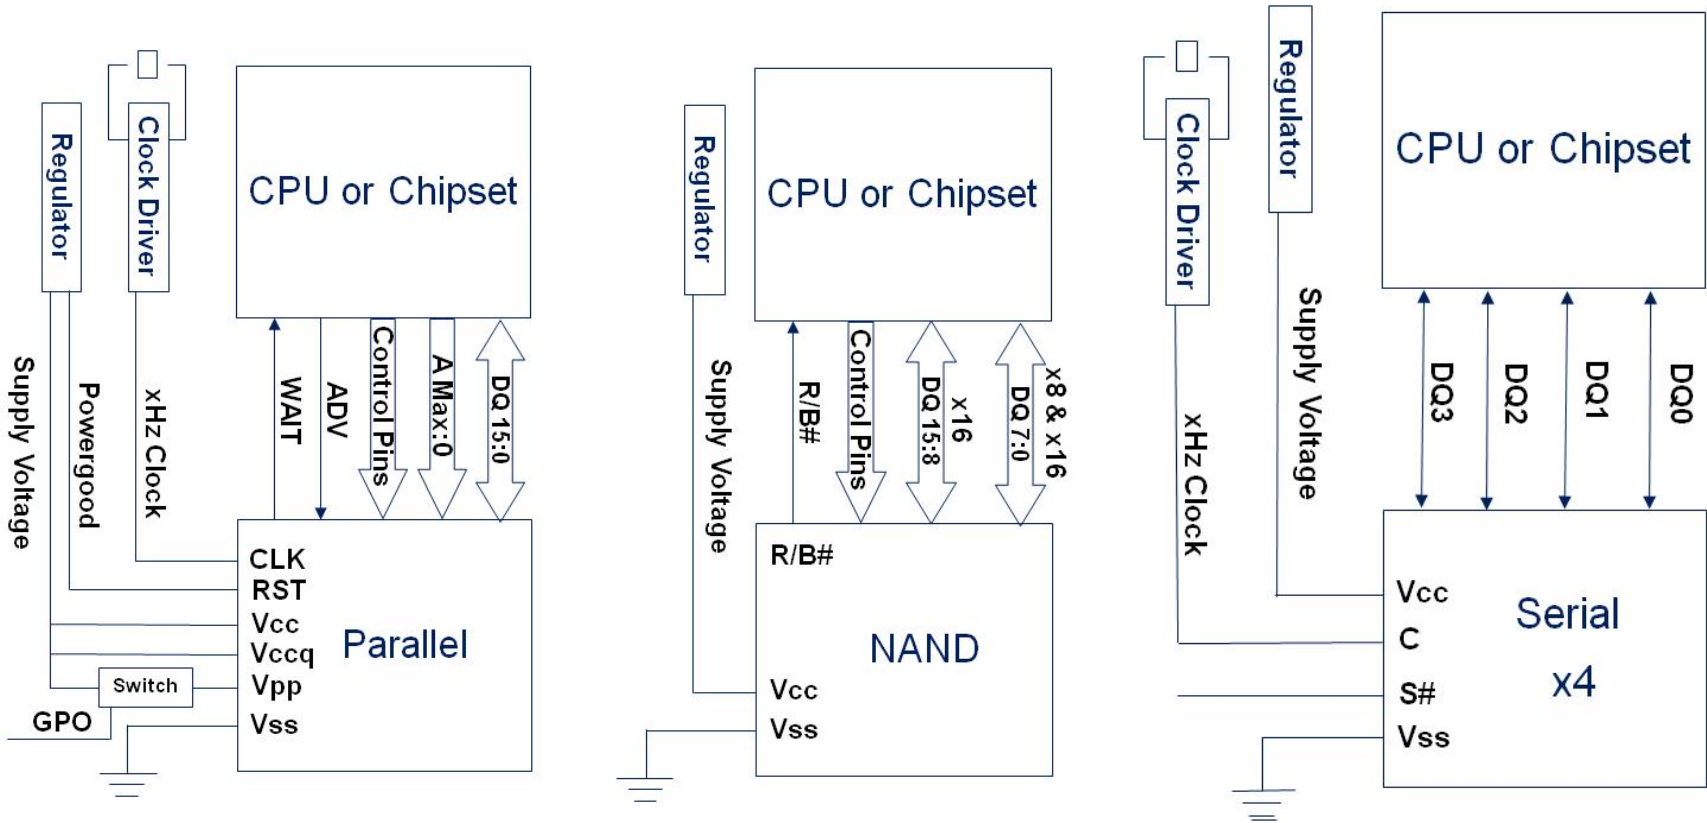 Regulator
Clock Driver
CPU or Chipset
Supply Voltage
Powergood
xHz Clock
WAIT
ADV
Control Pins
A Max:0
DQ 15:0
CLK
RST
Vcc
Vccq
Vpp
Vss
Parallel
Switch
GPO
Regulator
CPU or Chipset
Supply Voltage
R/B#
Control Pins
DQ 15:8
x16
DQ 7:0
x8 & x16
R/B#
NAND
Vcc
Vss
Clock Driver
Regulator
CPU or Chipset
xHz Clock
Supply Voltage
DQ3
DQ2
DQ1
DQ0
Vcc
C
S#
Vss
Serial
x4